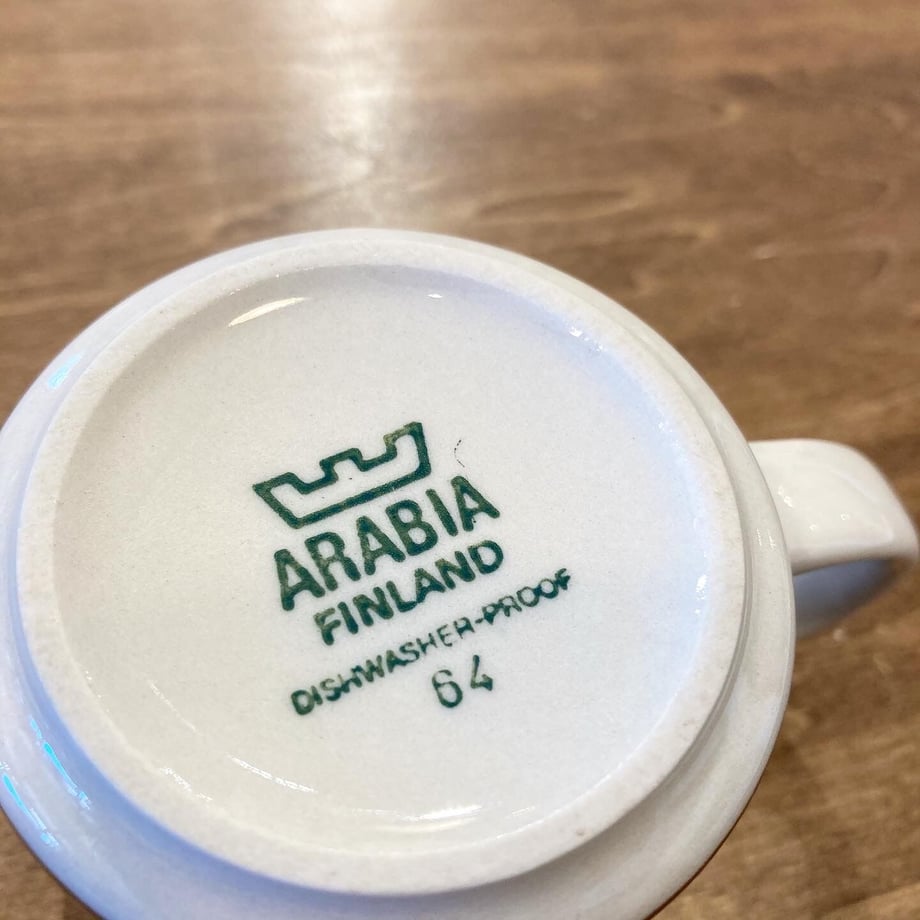 ARABIA
FINLAND
DISHWASHER-PROOF
64